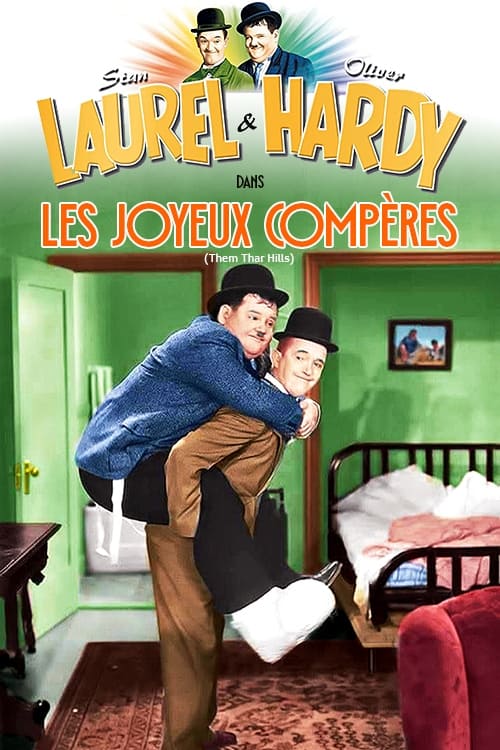 Stan Oliver
LAUREL & HARDY
DANS
LES JOYEUX COMPÈRES
(Them Thar Hills)